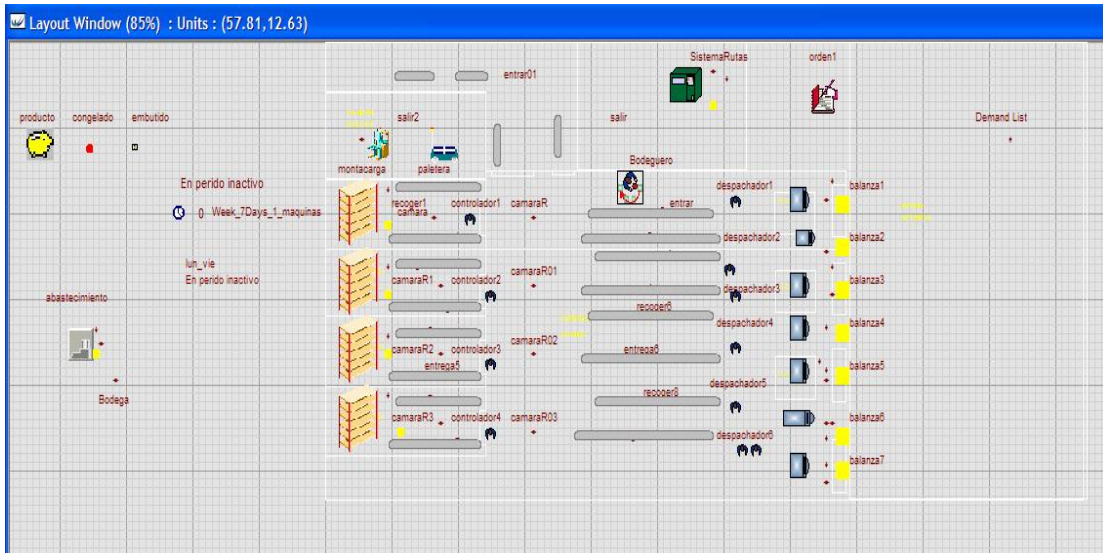 Layout Window (85%) : Units : (57.81,12.63)
SistemaRutas
orden1
entrar01
producto
congelado
embutido
salir2
salir
Demand List
montacarga
paletera
Bodeguero
En perido inactivo
despachador1
balanza1
0 Week_7Days_1_maquinas
recoger1
camara
controlador1
camaraR
entrar
despachador2
balanza2
lun_vie
En perido inactivo
camaraR1
controlador2
camaraR01
despachador3
balanza3
abastecimiento
recoger6
despachador4
balanza4
camaraR2
controlador3
camaraR02
entrega6
entrega5
balanza5
despachador5
Bodega
recoger8
camaraR3
controlador4
camaraR03
balanza6
despachador6
balanza7